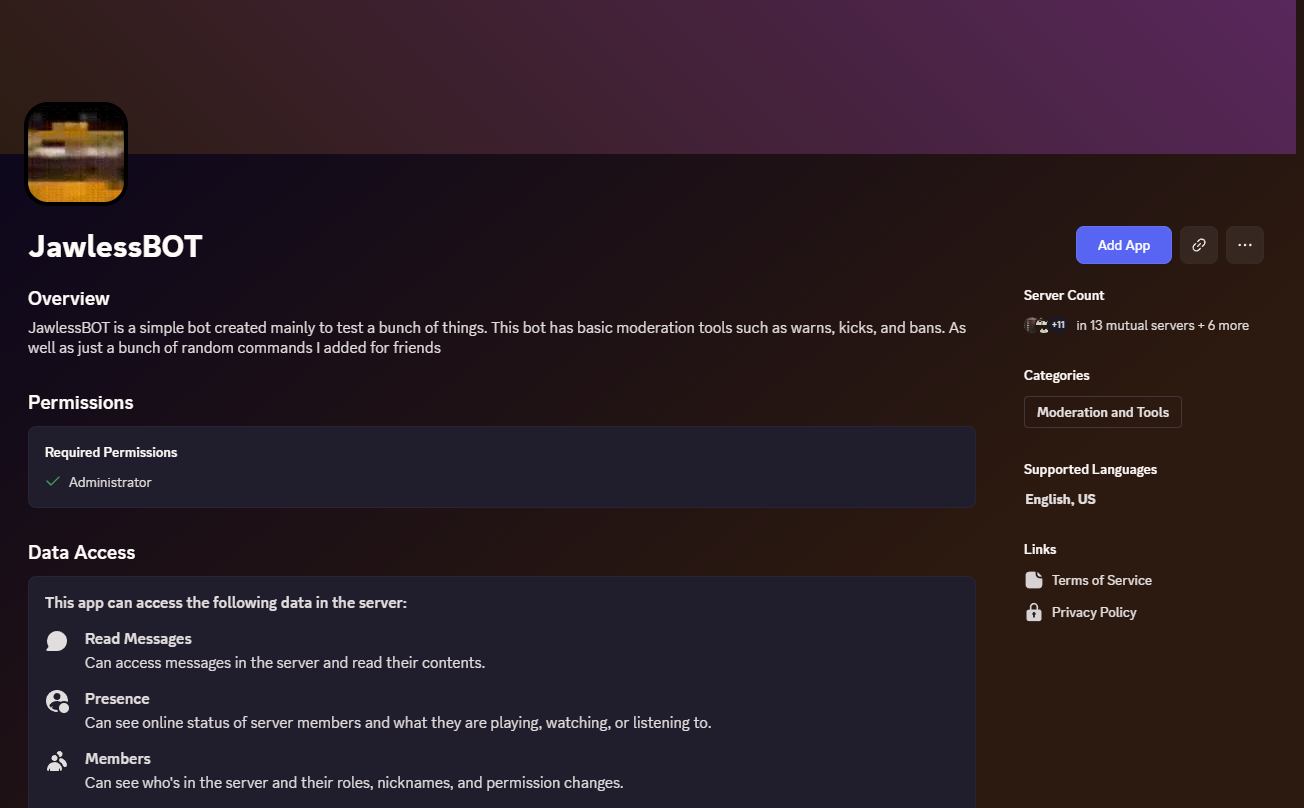 JawlessBOT
Add App
Overview
JawlessBOT is a simple bot created mainly to test a bunch of things. This bot has basic moderation tools such as warns, kicks, and bans. As
well as just a bunch of random commands I added for friends
Permissions
Required Permissions
Administrator
Data Access
This app can access the following data in the server:
Read Messages
Can access messages in the server and read their contents.
Presence
Can see online status of server members and what they are playing, watching, or listening to.
Members
Can see who's in the server and their roles, nicknames, and permission changes.
Server Count
+11 in 13 mutual servers + 6 more
Categories
Moderation and Tools
Supported Languages
English, US
Links
Terms of Service
Privacy Policy